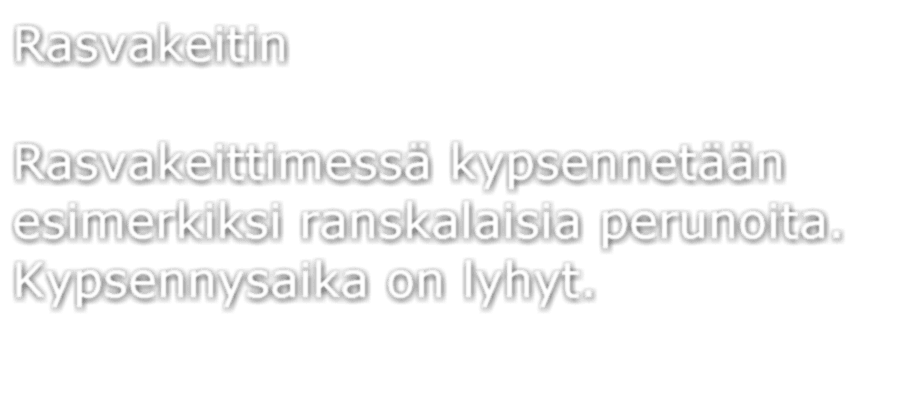 Rasvakeitin
Rasvakeittimessä kypsennetään
esimerkiksi ranskalaisia perunoita.
Kypsennysaika on lyhyt.